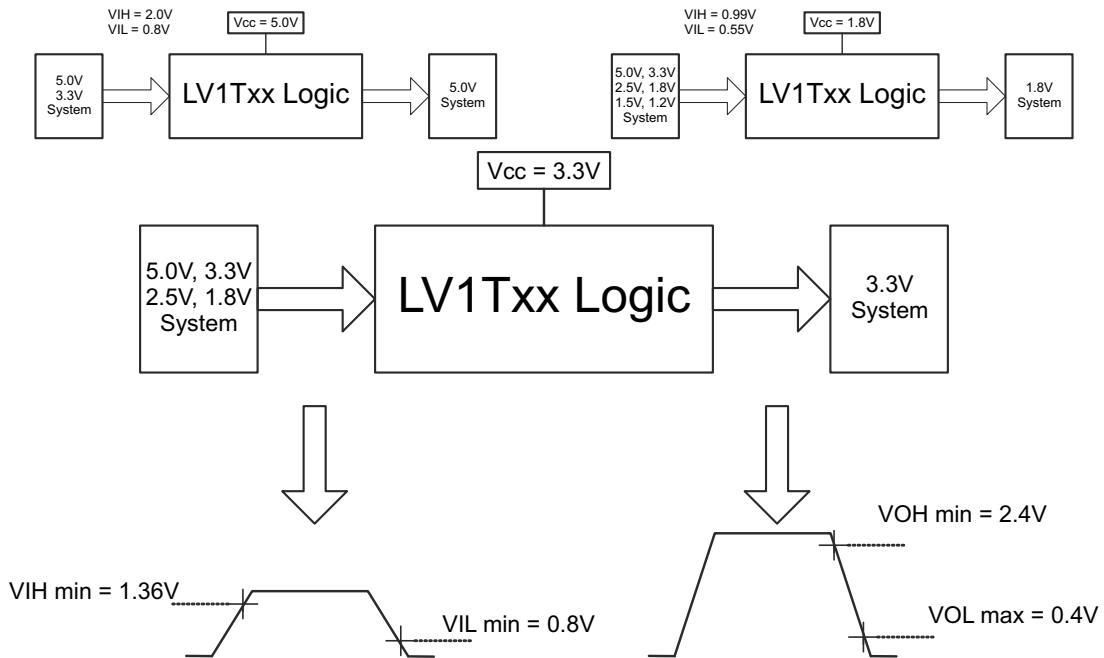 VIH = 2.0V
VIL = 0.8V
Vcc = 5.0V
5.0V
3.3V
System
LV1Txx Logic
5.0V
System
VIH = 0.99V
VIL = 0.55V
Vcc = 1.8V
5.0V, 3.3V
2.5V, 1.8V
1.5V, 1.2V
System
LV1Txx Logic
1.8V
System
Vcc = 3.3V
5.0V, 3.3V
2.5V, 1.8V
System
LV1Txx Logic
3.3V
System
VIH min = 1.36V
VIL min = 0.8V
VOH min = 2.4V
VOL max = 0.4V